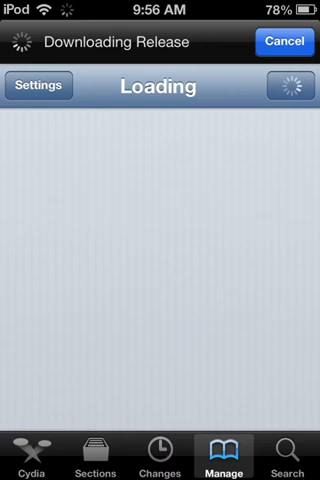 iPod 9:56 AM 78%
Downloading Release Cancel
Settings Loading
Cydia Sections Changes Manage Search